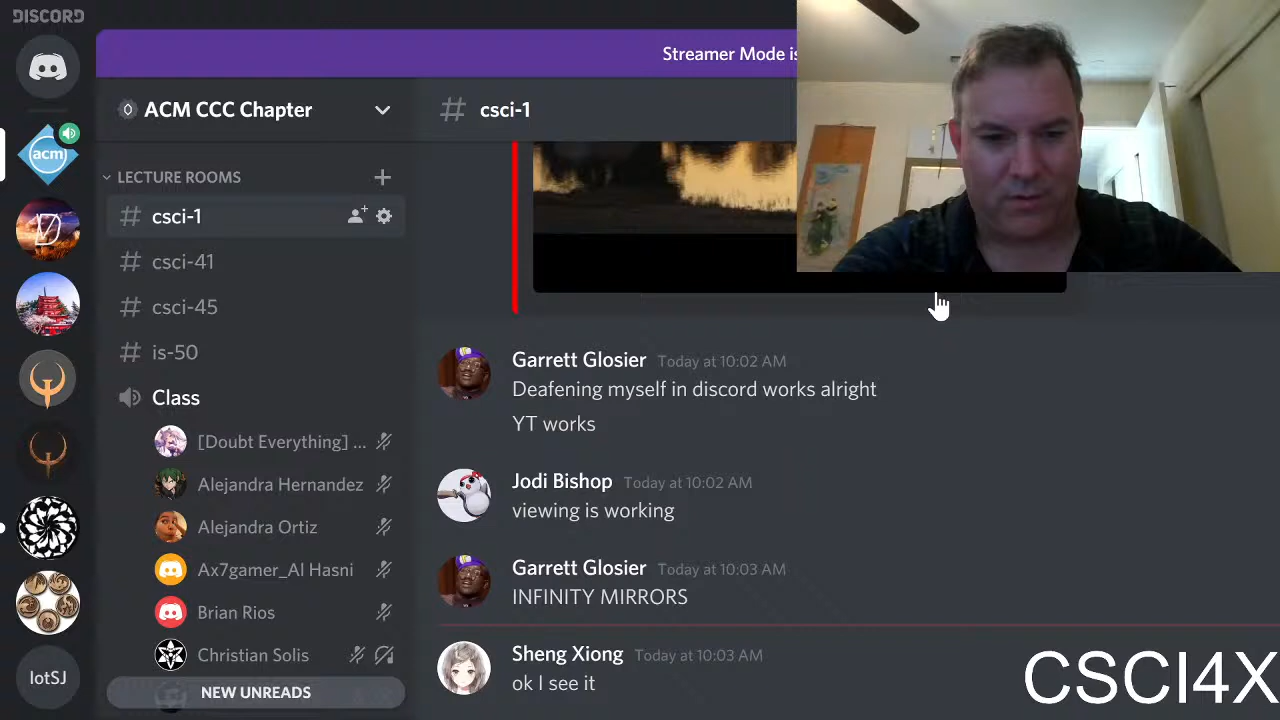 DISCORD
Streamer Mode is
acm
ACM CCC Chapter
# csci-1
LECTURE ROOMS
# csci-1
# csci-41
# csci-45
# is-50
Class
[Doubt Everything] ...
Alejandra Hernandez
Alejandra Ortiz
Ax7gamer_Al Hasni
Brian Rios
Christian Solis
NEW UNREADS
IotSJ
Garrett Glosier Today at 10:02 AM
Deafening myself in discord works alright
YT works
Jodi Bishop Today at 10:02 AM
viewing is working
Garrett Glosier Today at 10:03 AM
INFINITY MIRRORS
Sheng Xiong Today at 10:03 AM
ok I see it
CSCI4X